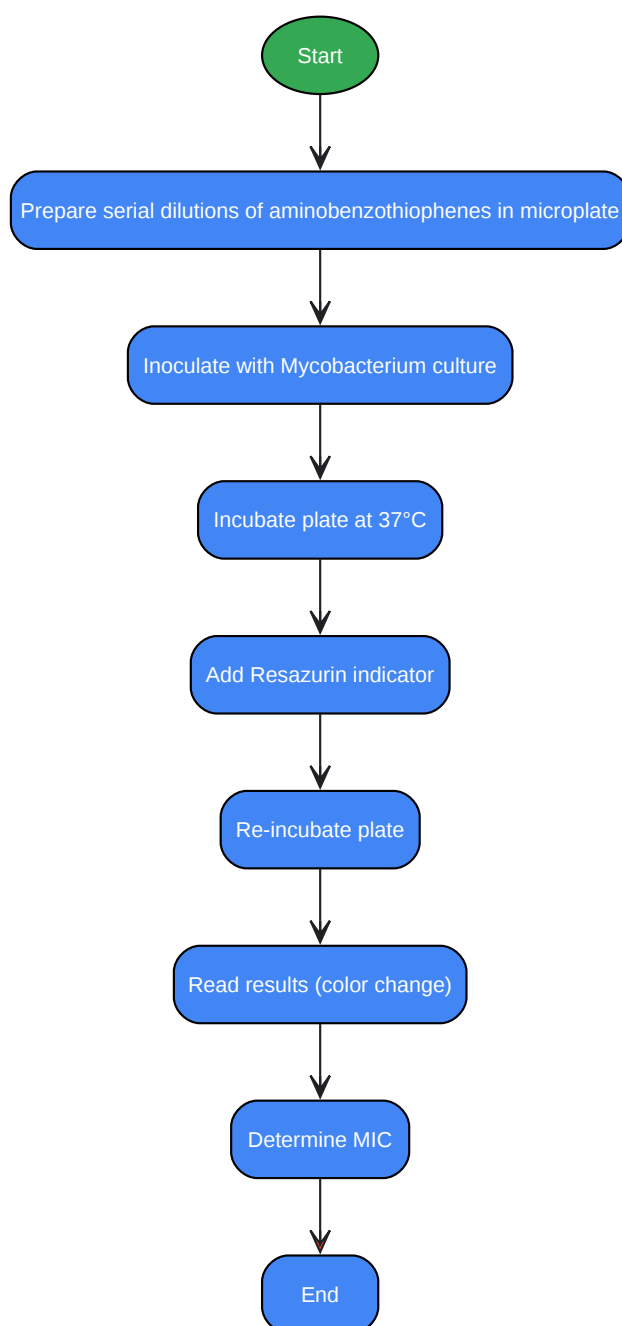 Start
Prepare serial dilutions of aminobenzothiophenes in microplate
Inoculate with Mycobacterium culture
Incubate plate at 37°C
Add Resazurin indicator
Re-incubate plate
Read results (color change)
Determine MIC
End